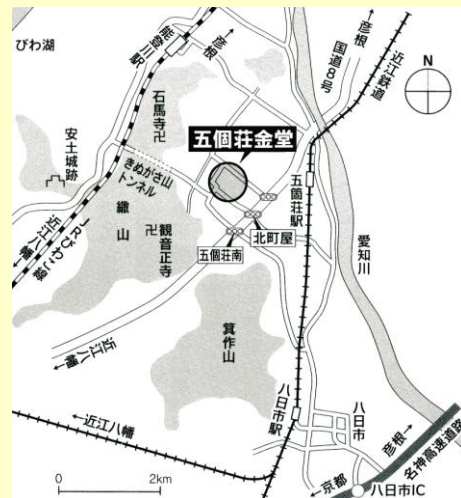 びわ湖
能登川駅
←彦根
石馬寺卍
←彦根
国道8号
近江鉄道
N
安土城跡
きぬがさ山
トンネル
五個荘金堂
五箇荘駅
JRびわこ線
近江八幡→
繖山
卍観音正寺
五個荘南
北町屋
愛知川
箕作山
近江八幡→
八日市駅
八日市
←近江八幡
彦根→
名神高速道路
←京都
八日市IC
0 2km